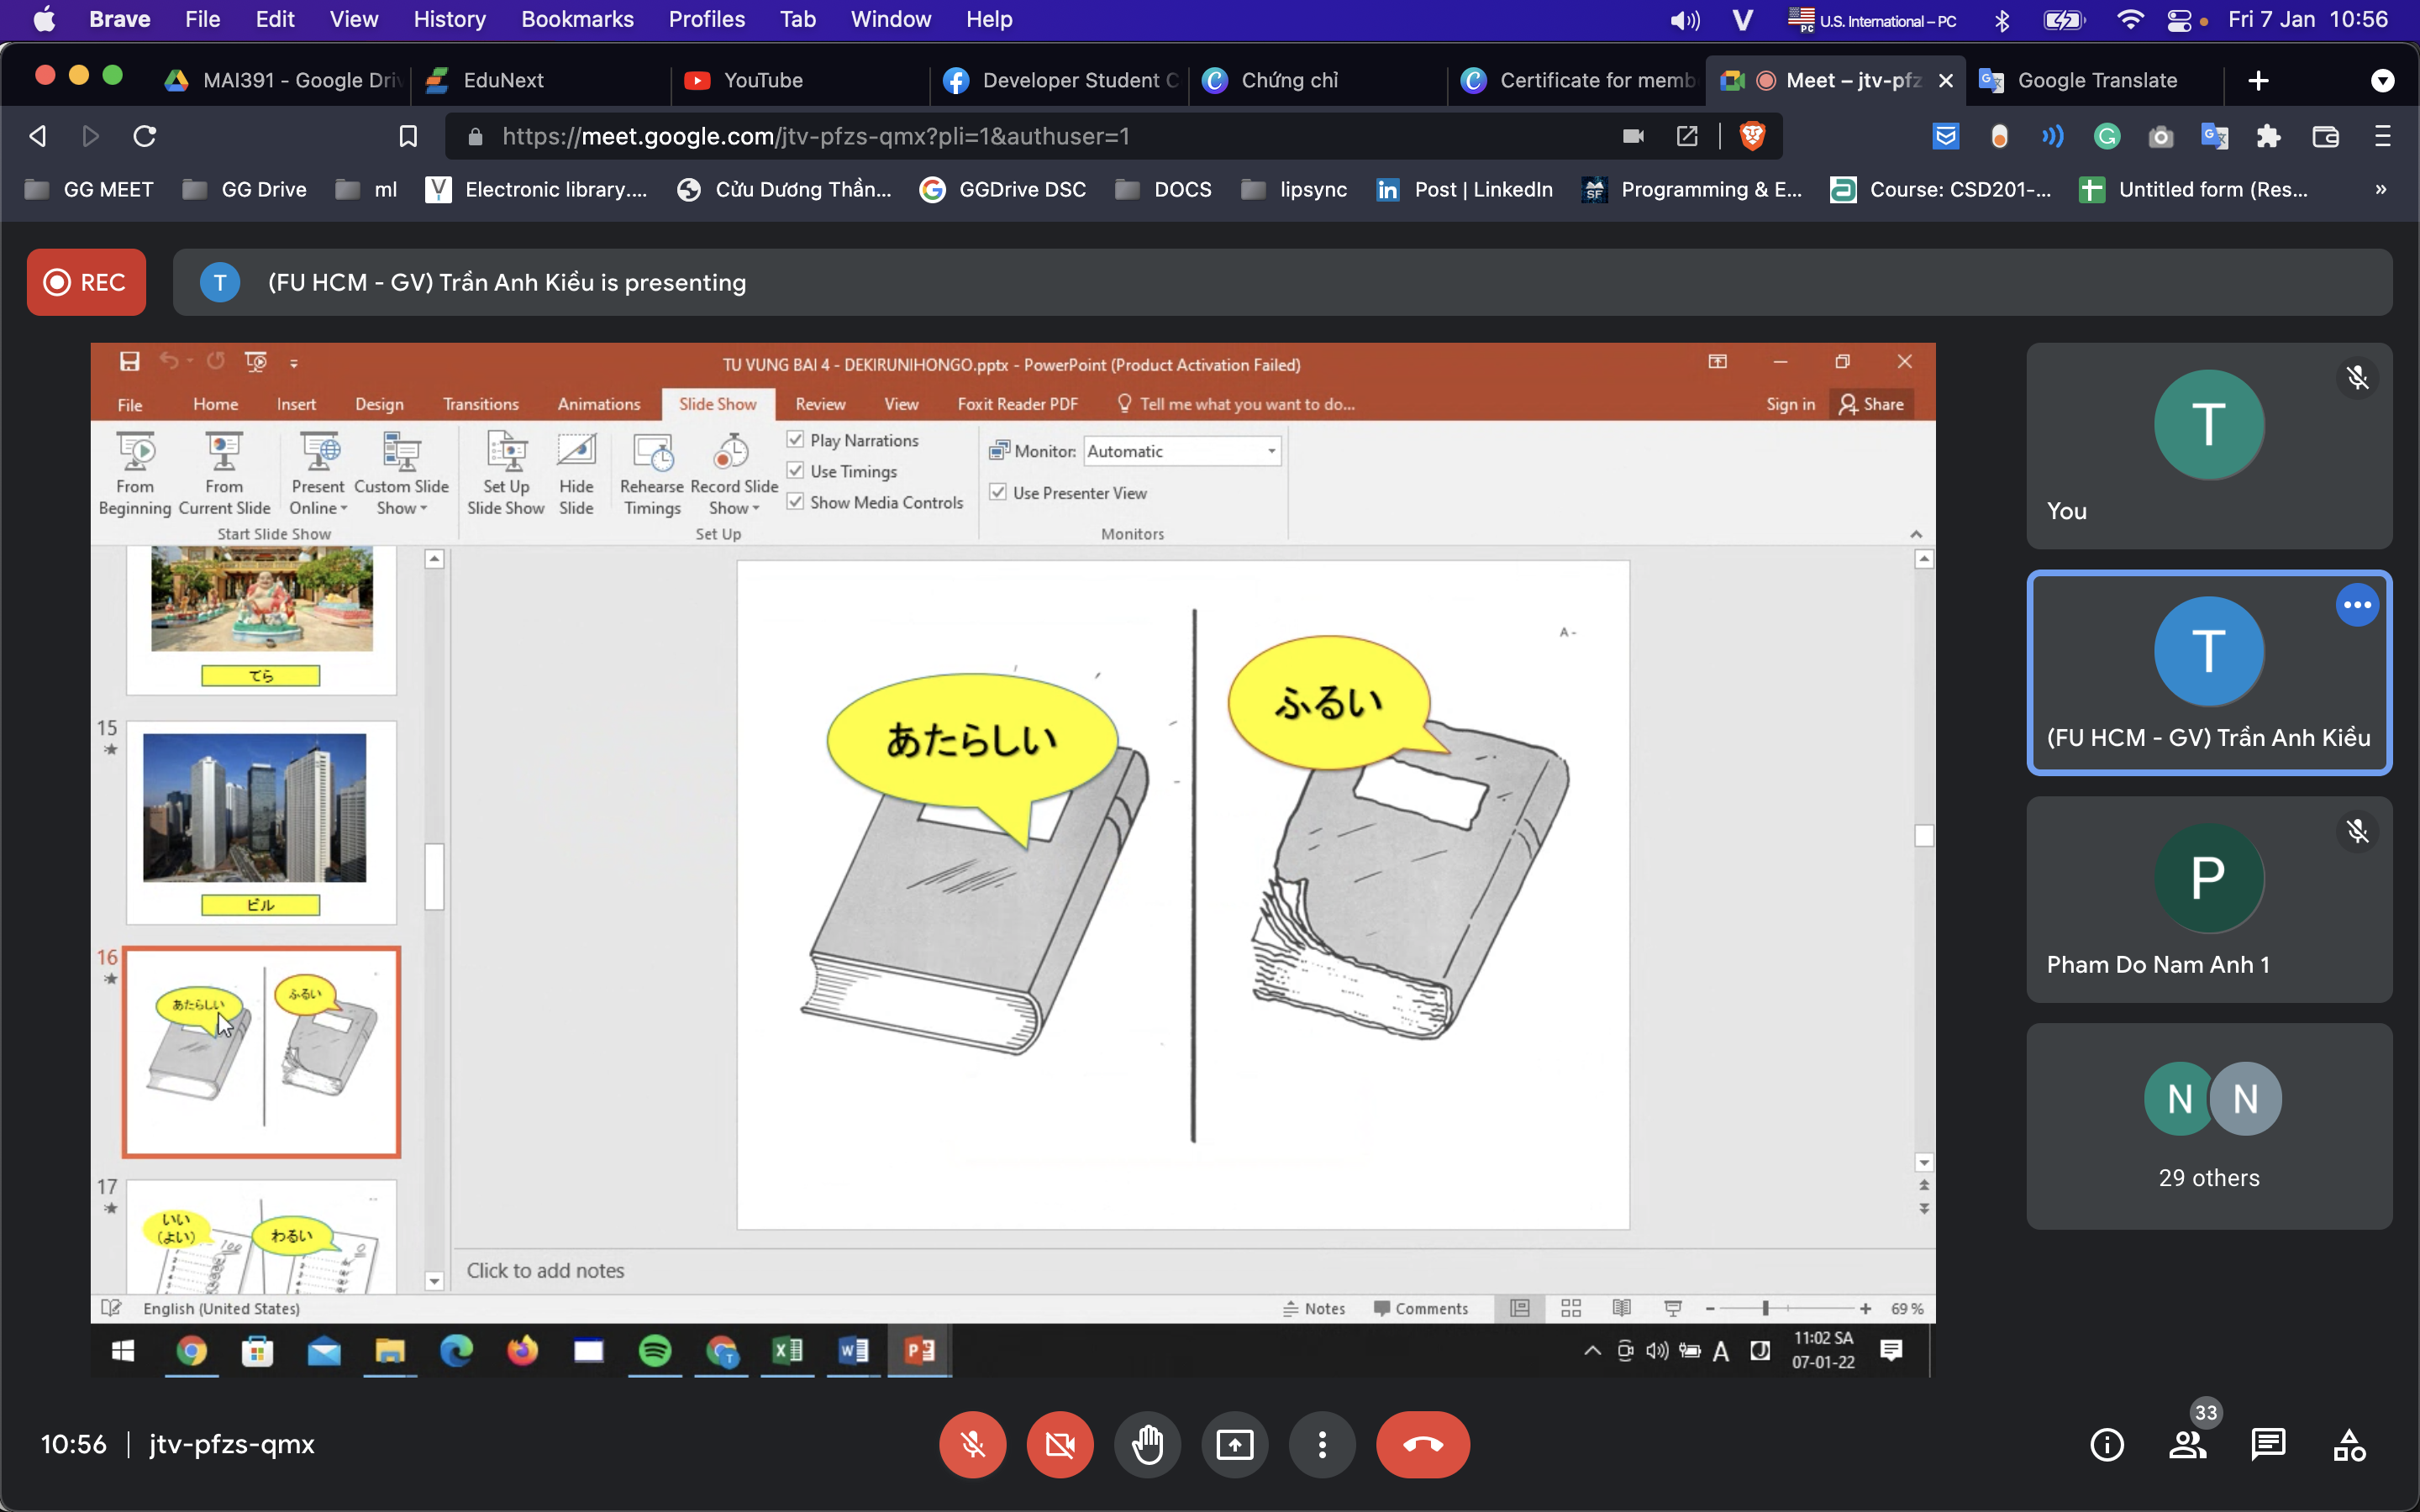 Brave File Edit View History Bookmarks Profiles Tab Window Help
V U.S. International – PC Fri 7 Jan 10:56
MAI391 - Google Driv
EduNext
YouTube
Developer Student C
Chứng chỉ
Certificate for memb
Meet – jtv-pfz
Google Translate
https://meet.google.com/jtv-pfzs-qmx?pli=1&authuser=1
GG MEET GG Drive ml Electronic library.... Cửu Dương Thần... GGDrive DSC DOCS lipsync Post | LinkedIn Programming & E... Course: CSD201-... Untitled form (Res... »
REC
T (FU HCM - GV) Trần Anh Kiều is presenting
TU VUNG BAI 4 - DEKIRUNIHONGO.pptx - PowerPoint (Product Activation Failed)
File Home Insert Design Transitions Animations Slide Show Review View Foxit Reader PDF Tell me what you want to do... Sign in Share
From Beginning
From Current Slide
Present Online
Custom Slide Show
Start Slide Show
Set Up Slide Show
Hide Slide
Rehearse Timings
Record Slide Show
Play Narrations
Use Timings
Show Media Controls
Set Up
Monitor: Automatic
Use Presenter View
Monitors
てら
15
ビル
16
あたらしい
ふるい
17
いい
(よい)
わるい
100
0
あたらしい
ふるい
A -
Click to add notes
English (United States)
Notes Comments 69 %
11:02 SA
07-01-22
T
You
T
(FU HCM - GV) Trần Anh Kiều
P
Pham Do Nam Anh 1
N N
29 others
10:56 | jtv-pfzs-qmx
33